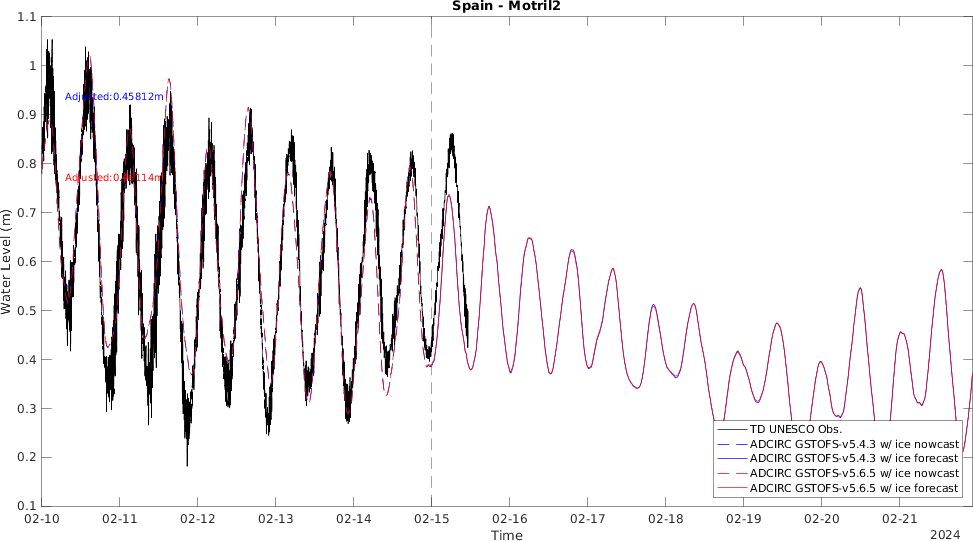 Spain - Motril2
1.1
1
0.9
0.8
0.7
0.6
0.5
0.4
0.3
0.2
0.1
Water Level (m)
Adjusted:0.45812m
TD UNESCO Obs.
ADCIRC GSTOFS-v5.4.3 w/ ice nowcast
ADCIRC GSTOFS-v5.4.3 w/ ice forecast
ADCIRC GSTOFS-v5.6.5 w/ ice nowcast
ADCIRC GSTOFS-v5.6.5 w/ ice forecast
02-10 02-11 02-12 02-13 02-14 02-15 02-16 02-17 02-18 02-19 02-20 02-21
Time
2024